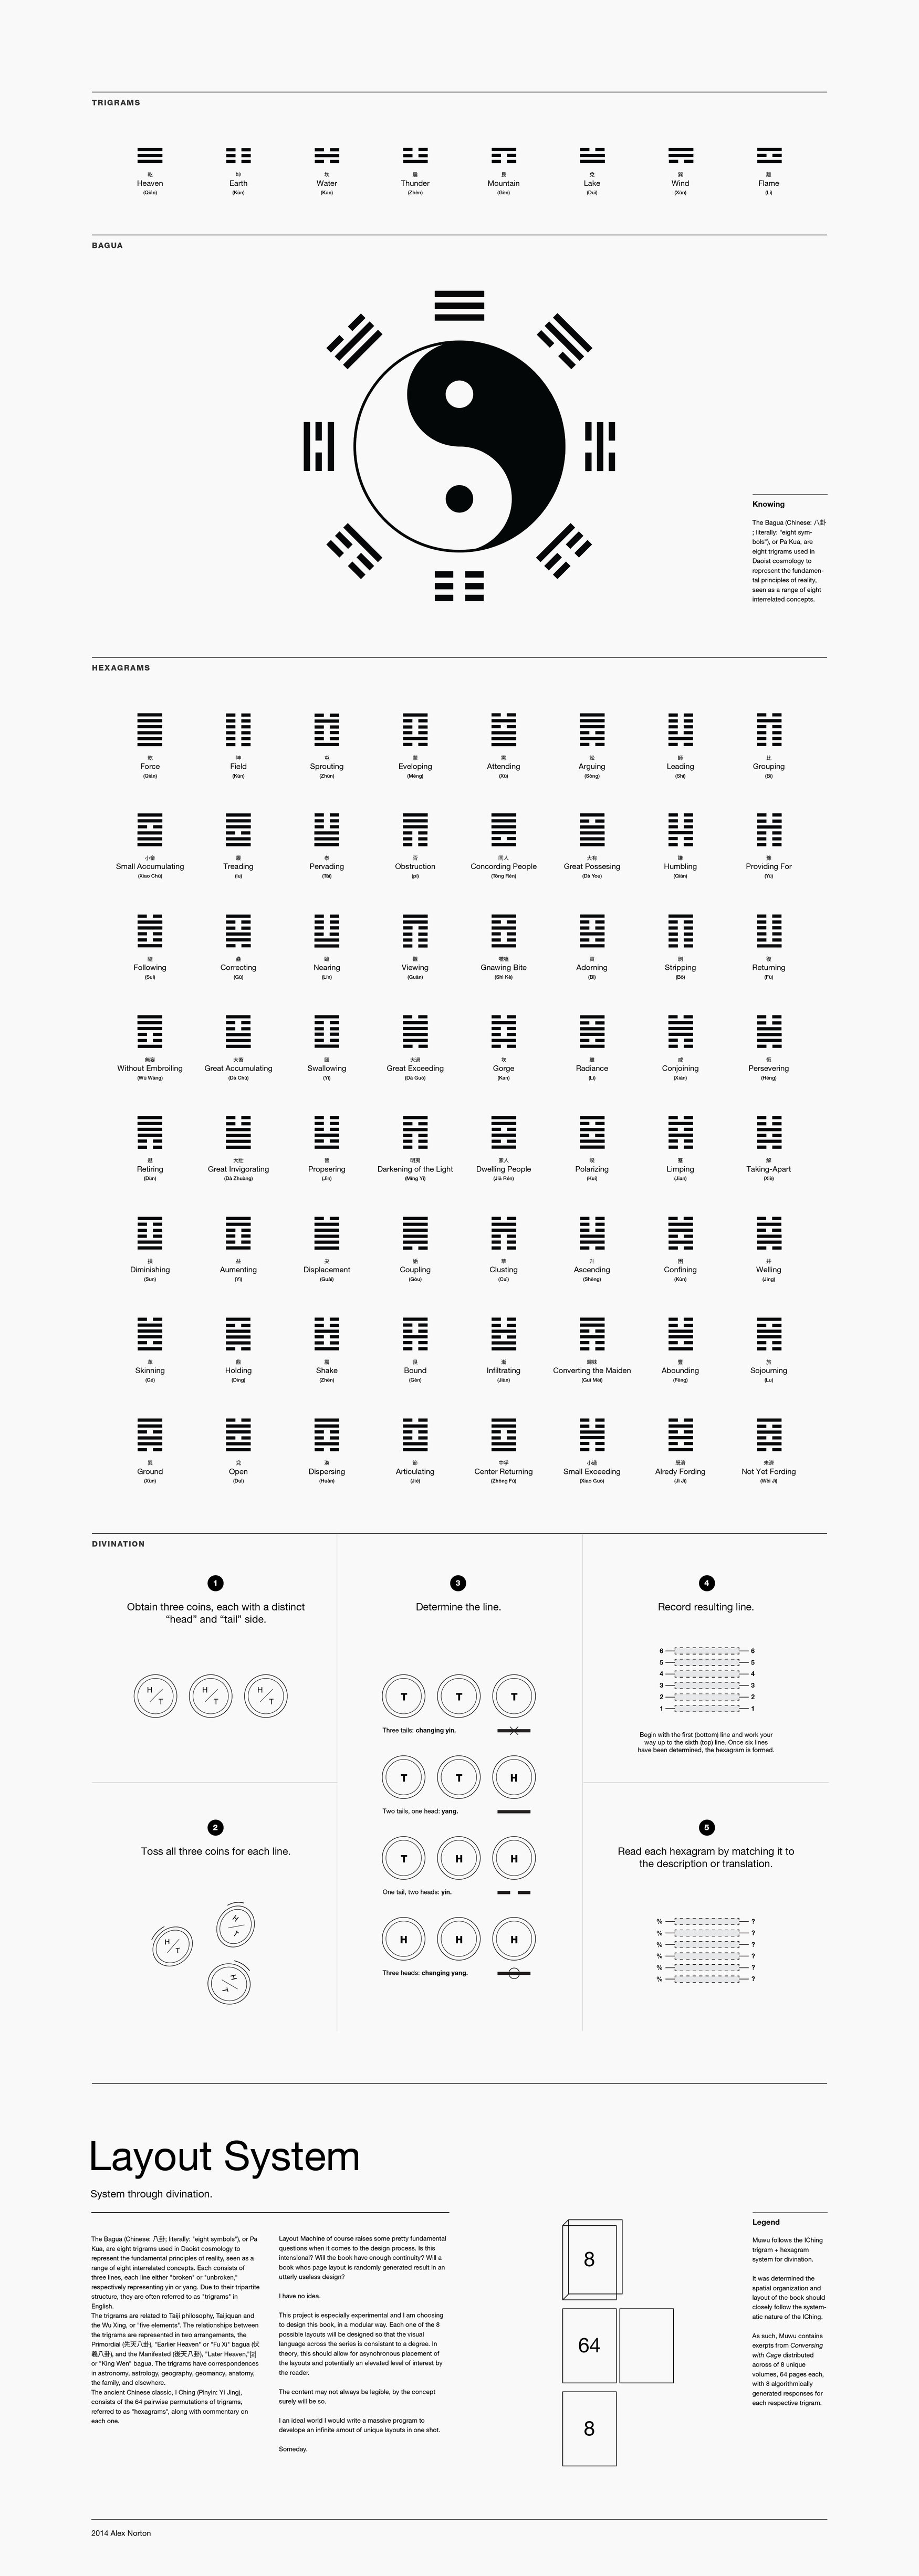 TRIGRAMS
乾 坤 坎 震 艮 兌 巽 離
Heaven Earth Water Thunder Mountain Lake Wind Flame
(Qián) (Kūn) (Kan) (Zhèn) (Gèn) (Duì) (Xùn) (Lí)
BAGUA
Knowing
The Bagua (Chinese: 八卦
; literally: "eight sym-
bols"), or Pa Kua, are
eight trigrams used in
Daoist cosmology to
represent the fundamen-
tal principles of reality,
seen as a range of eight
interrelated concepts.
HEXAGRAMS
乾 坤 屯 蒙 需 訟 師 比
Force Field Sprouting Eveloping Attending Arguing Leading Grouping
(Qián) (Kūn) (Zhūn) (Méng) (Xū) (Sòng) (Shī) (Bǐ)
小畜 履 泰 否 同人 大有 謙 豫
Small Accumulating Treading Pervading Obstruction Concording People Great Possesing Humbling Providing For
(Xiao Chù) (lu) (Tài) (pi) (Tóng Rén) (Dà You) (Qiān) (Yù)
隨 蠱 臨 觀 噬嗑 賁 剝 復
Following Correcting Nearing Viewing Gnawing Bite Adorning Stripping Returning
(Suí) (Gǔ) (Lín) (Guān) (Shì Kè) (Bì) (Bō) (Fù)
無妄 大畜 頤 大過 坎 離 咸 恆
Without Embroiling Great Accumulating Swallowing Great Exceeding Gorge Radiance Conjoining Persevering
(Wú Wàng) (Dà Chù) (Yí) (Dà Guò) (Kan) (Lí) (Xián) (Héng)
遯 大壯 晉 明夷 家人 睽 蹇 解
Retiring Great Invigorating Propsering Darkening of the Light Dwelling People Polarizing Limping Taking-Apart
(Dùn) (Dà Zhuàng) (Jìn) (Míng Yí) (Jiā Rén) (Kuí) (Jian) (Xiè)
損 益 夬 姤 萃 升 困 井
Diminishing Aumenting Displacement Coupling Clusting Ascending Confining Welling
(Sun) (Yì) (Guài) (Gòu) (Cuì) (Shēng) (Kùn) (Jǐng)
革 鼎 震 艮 漸 歸妹 豐 旅
Skinning Holding Shake Bound Infiltrating Converting the Maiden Abounding Sojourning
(Gé) (Dǐng) (Zhèn) (Gèn) (Jiàn) (Guī Mèi) (Fēng) (Lu)
巽 兌 渙 節 中孚 小過 既濟 未濟
Ground Open Dispersing Articulating Center Returning Small Exceeding Alredy Fording Not Yet Fording
(Xùn) (Duì) (Huàn) (Jié) (Zhōng Fú) (Xiao Guò) (Jì Jì) (Wèi Jì)
DIVINATION
1
Obtain three coins, each with a distinct
“head” and “tail” side.
H/T H/T H/T
2
Toss all three coins for each line.
H/T H/T H/T
3
Determine the line.
T T T
Three tails: changing yin.
T T H
Two tails, one head: yang.
T H H
One tail, two heads: yin.
H H H
Three heads: changing yang.
4
Record resulting line.
6 6
5 5
4 4
3 3
2 2
1 1
Begin with the first (bottom) line and work your
way up to the sixth (top) line. Once six lines
have been determined, the hexagram is formed.
5
Read each hexagram by matching it to
the description or translation.
% ?
% ?
% ?
% ?
% ?
% ?
Layout System
System through divination.
The Bagua (Chinese: 八卦; literally: "eight symbols"), or Pa
Kua, are eight trigrams used in Daoist cosmology to
represent the fundamental principles of reality, seen as a
range of eight interrelated concepts. Each consists of
three lines, each line either "broken" or "unbroken,"
respectively representing yin or yang. Due to their tripartite
structure, they are often referred to as "trigrams" in
English.
The trigrams are related to Taiji philosophy, Taijiquan and
the Wu Xing, or "five elements". The relationships between
the trigrams are represented in two arrangements, the
Primordial (先天八卦), "Earlier Heaven" or "Fu Xi" bagua (伏
羲八卦), and the Manifested (後天八卦), "Later Heaven,"[2]
or "King Wen" bagua. The trigrams have correspondences
in astronomy, astrology, geography, geomancy, anatomy,
the family, and elsewhere.
The ancient Chinese classic, I Ching (Pinyin: Yi Jing),
consists of the 64 pairwise permutations of trigrams,
referred to as "hexagrams", along with commentary on
each one.
Layout Machine of course raises some pretty fundamental
questions when it comes to the design process. Is this
intensional? Will the book have enough continuity? Will a
book whos page layout is randomly generated result in an
utterly useless design?
I have no idea.
This project is especially experimental and I am choosing
to design this book, in a modular way. Each one of the 8
possible layouts will be designed so that the visual
language across the series is consistant to a degree. In
theory, this should allow for asynchronous placement of
the layouts and potentially an elevated level of interest by
the reader.
The content may not always be legible, by the concept
surely will be so.
I an ideal world I would write a massive program to
develope an infinite amout of unique layouts in one shot.
Someday.
8
64
8
Legend
Muwu follows the IChing
trigram + hexagram
system for divination.
It was determined the
spatial organization and
layout of the book should
closely follow the system-
atic nature of the IChing.
As such, Muwu contains
exerpts from Conversing
with Cage distributed
across of 8 unique
volumes, 64 pages each,
with 8 algorithmically
generated responses for
each respective trigram.
2014 Alex Norton